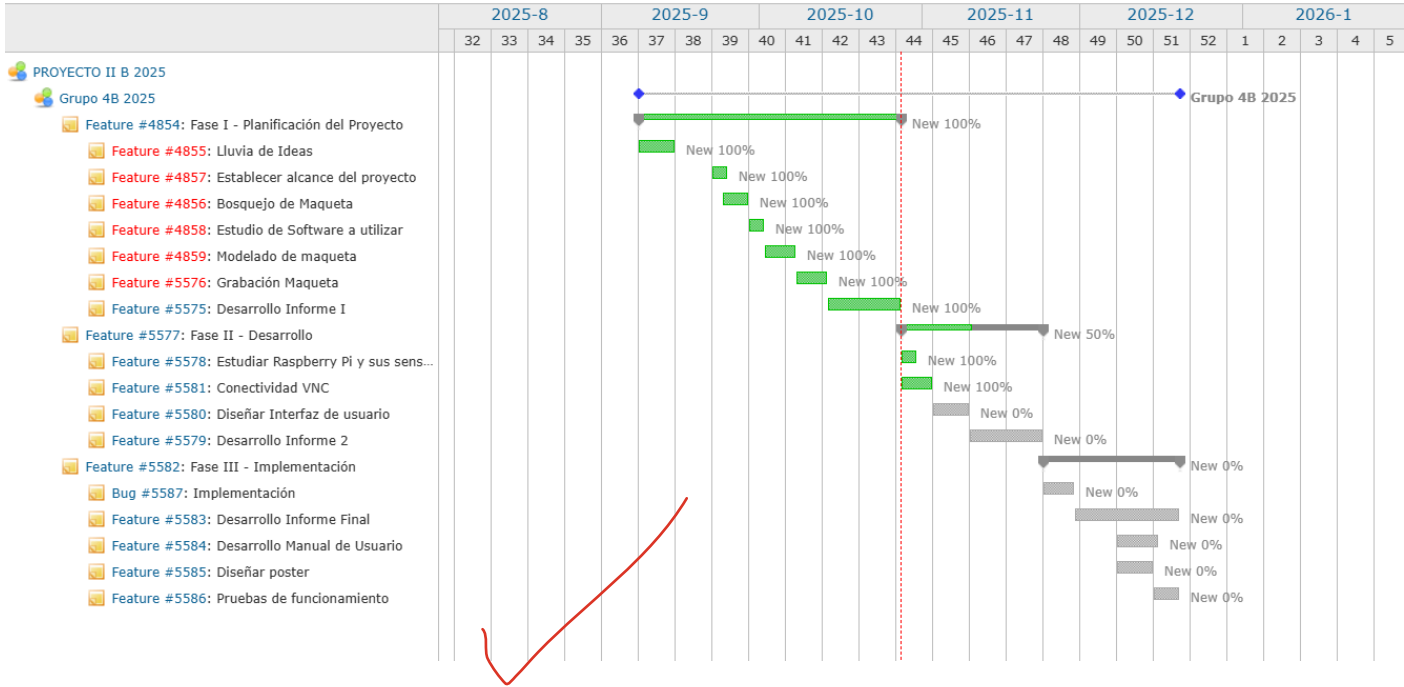 2025-8 2025-9 2025-10 2025-11 2025-12 2026-1
32 33 34 35 36 37 38 39 40 41 42 43 44 45 46 47 48 49 50 51 52 1 2 3 4 5
PROYECTO II B 2025
Grupo 4B 2025 Grupo 4B 2025
Feature #4854: Fase I - Planificación del Proyecto New 100%
Feature #4855: Lluvia de Ideas New 100%
Feature #4857: Establecer alcance del proyecto New 100%
Feature #4856: Bosquejo de Maqueta New 100%
Feature #4858: Estudio de Software a utilizar New 100%
Feature #4859: Modelado de maqueta New 100%
Feature #5576: Grabación Maqueta New 100%
Feature #5575: Desarrollo Informe I New 100%
Feature #5577: Fase II - Desarrollo New 50%
Feature #5578: Estudiar Raspberry Pi y sus sens... New 100%
Feature #5581: Conectividad VNC New 100%
Feature #5580: Diseñar Interfaz de usuario New 0%
Feature #5579: Desarrollo Informe 2 New 0%
Feature #5582: Fase III - Implementación New 0%
Bug #5587: Implementación New 0%
Feature #5583: Desarrollo Informe Final New 0%
Feature #5584: Desarrollo Manual de Usuario New 0%
Feature #5585: Diseñar poster New 0%
Feature #5586: Pruebas de funcionamiento New 0%